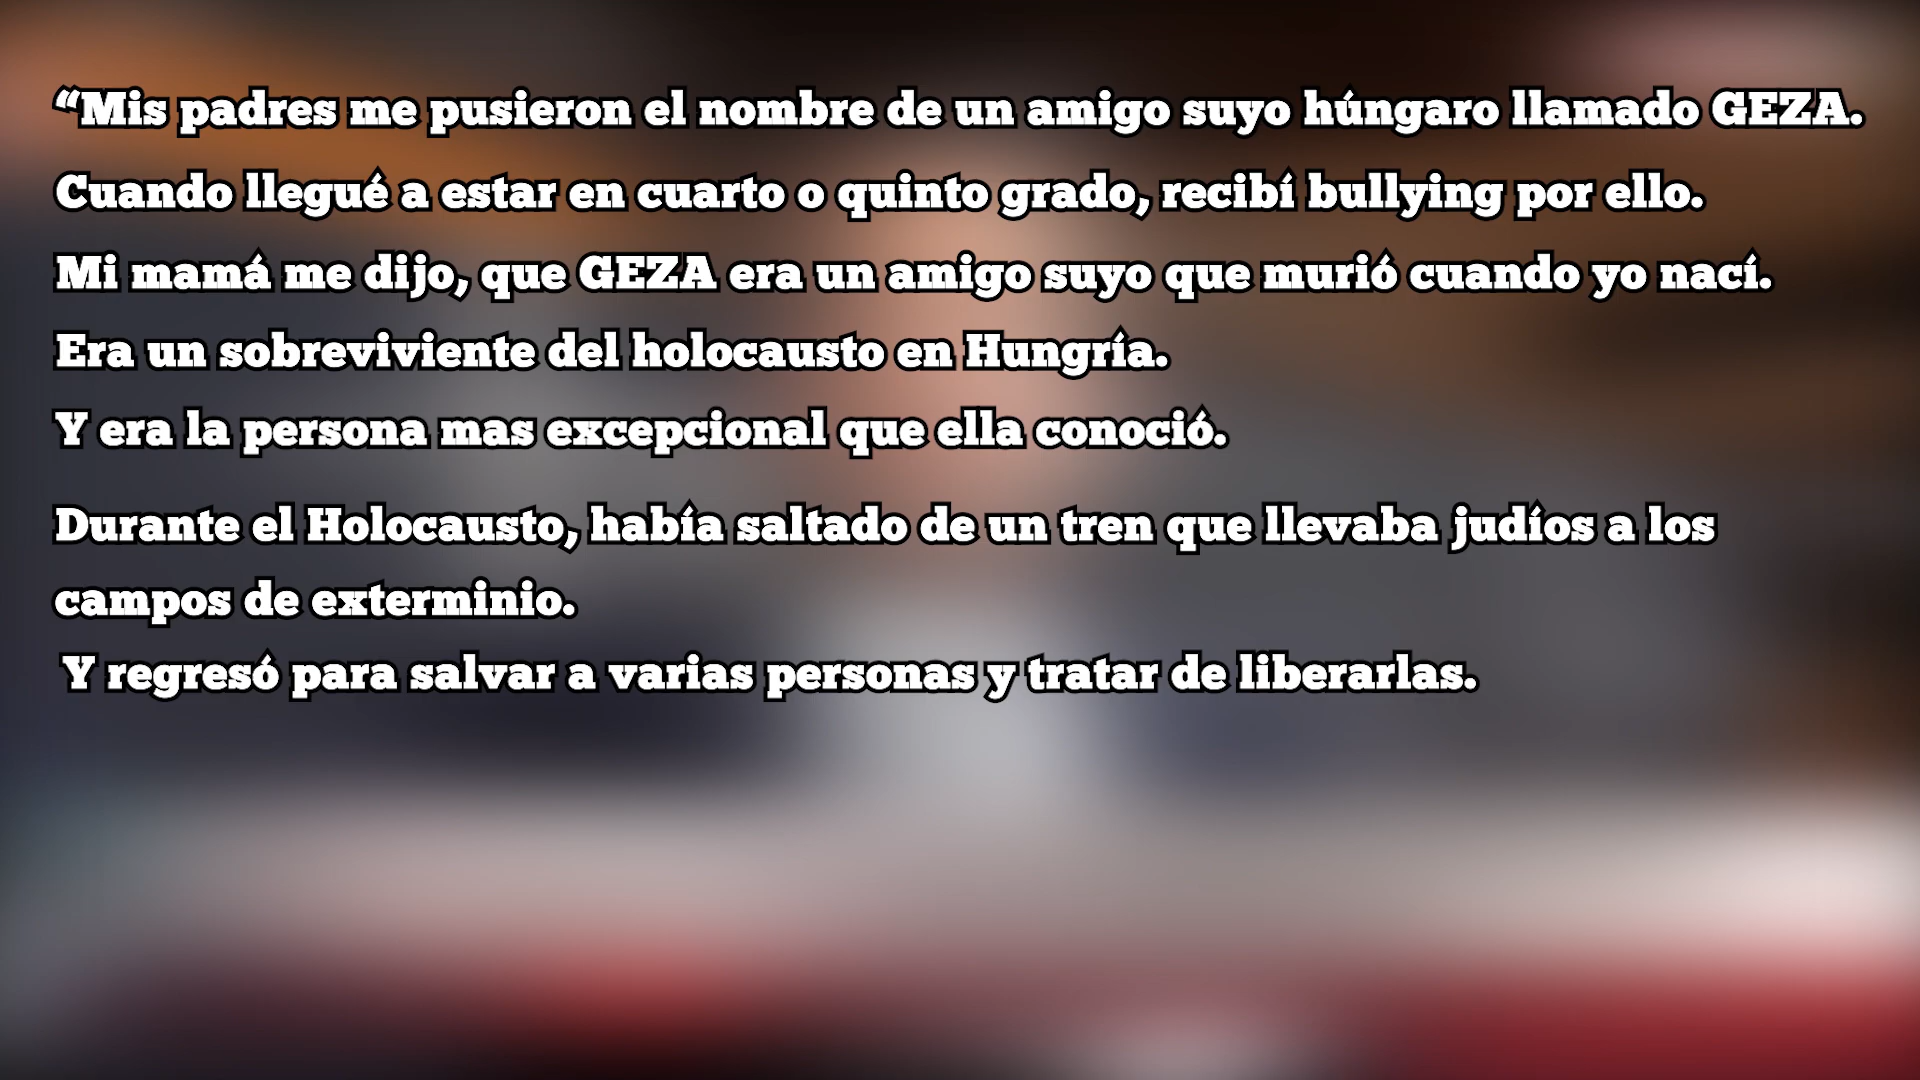 “Mis padres me pusieron el nombre de un amigo suyo húngaro llamado GEZA.
Cuando llegué a estar en cuarto o quinto grado, recibí bullying por ello.
Mi mamá me dijo, que GEZA era un amigo suyo que murió cuando yo nací.
Era un sobreviviente del holocausto en Hungría.
Y era la persona mas excepcional que ella conoció.
Durante el Holocausto, había saltado de un tren que llevaba judíos a los
campos de exterminio.
Y regresó para salvar a varias personas y tratar de liberarlas.